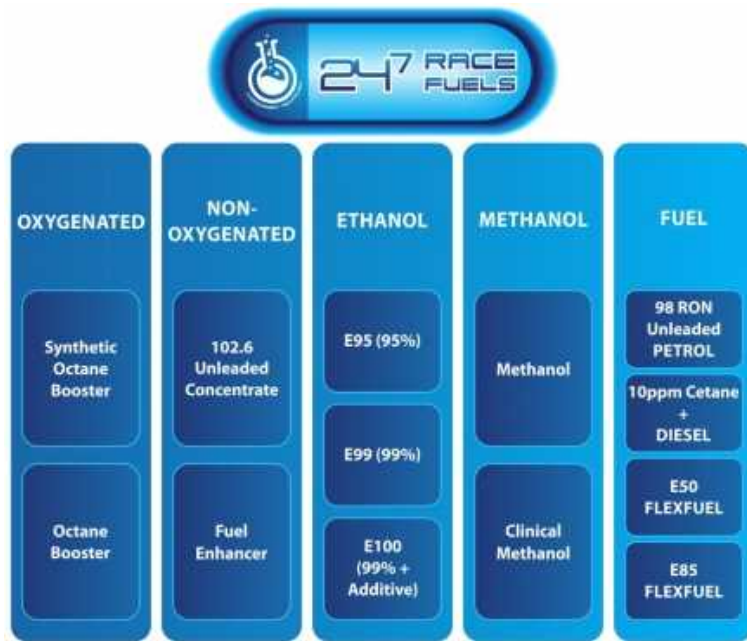 24⁷ RACE
FUELS
OXYGENATED
Synthetic
Octane
Booster
Octane
Booster
NON-
OXYGENATED
102.6
Unleaded
Concentrate
Fuel
Enhancer
ETHANOL
E95 (95%)
E99 (99%)
E100
(99% +
Additive)
METHANOL
Methanol
Clinical
Methanol
FUEL
98 RON
Unleaded
PETROL
10ppm Cetane
+
DIESEL
E50
FLEXFUEL
E85
FLEXFUEL